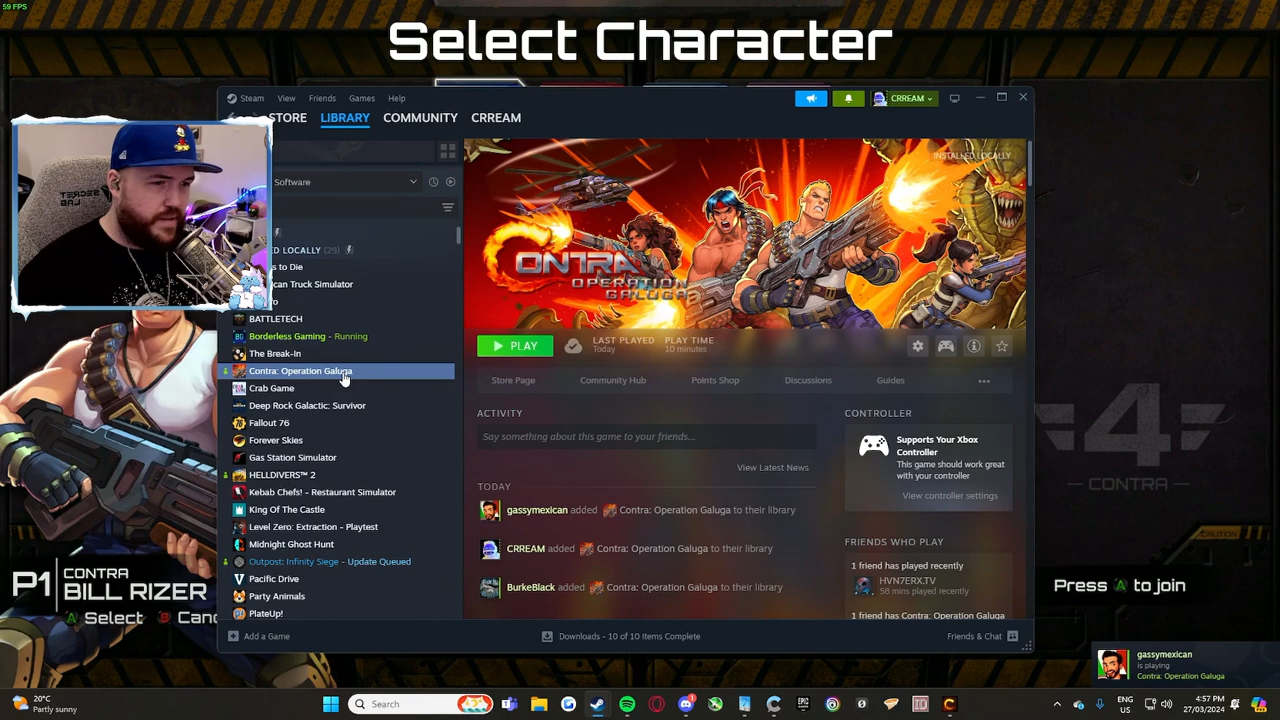 59 FPS
Select Character
Steam View Friends Games Help
CRREAM
STORE LIBRARY COMMUNITY CRREAM
INSTALLED LOCALLY
Software
CONTRA
OPERATION
GALUGA
ED LOCALLY (29)
s to Die
can Truck Simulator
BATTLETECH
Borderless Gaming - Running
The Break-In
Contra: Operation Galuga
Crab Game
Deep Rock Galactic: Survivor
Fallout 76
Forever Skies
Gas Station Simulator
HELLDIVERS™ 2
Kebab Chefs! - Restaurant Simulator
King Of The Castle
Level Zero: Extraction - Playtest
Midnight Ghost Hunt
Outpost: Infinity Siege - Update Queued
Pacific Drive
Party Animals
PlateUp!
PLAY
LAST PLAYED
Today
PLAY TIME
10 minutes
Store Page Community Hub Points Shop Discussions Guides
ACTIVITY
Say something about this game to your friends...
View Latest News
TODAY
gassymexican added Contra: Operation Galuga to their library
CRREAM added Contra: Operation Galuga to their library
BurkeBlack added Contra: Operation Galuga to their library
CONTROLLER
Supports Your Xbox
Controller
This game should work great
with your controller
View controller settings
FRIENDS WHO PLAY
1 friend has played recently
HVN7ERX.TV
58 mins played recently
1 friend has Contra: Operation Galuga
Add a Game
Downloads - 10 of 10 Items Complete
Friends & Chat
SECRET
LAB
P1 CONTRA
BILL RIZER
A Select B Canc
4
CONTRA
CAUTION
Press A to join
gassymexican
is playing
Contra: Operation Galuga
20°C
Partly sunny
Search
1
ENG
US
4:57 PM
27/03/2024